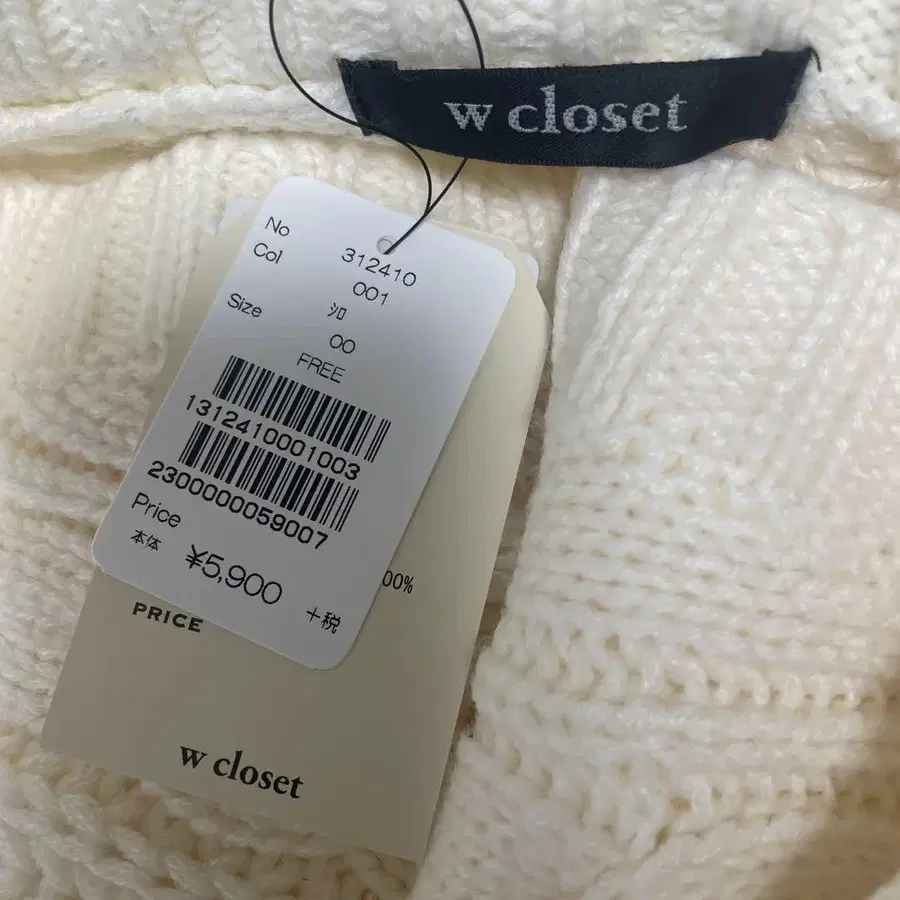 w closet
No 312410
Col 001
ｼﾛ
Size 00
FREE
1312410001003
2300000059007
Price
本体 ¥5,900 +税
00%
PRICE
w closet